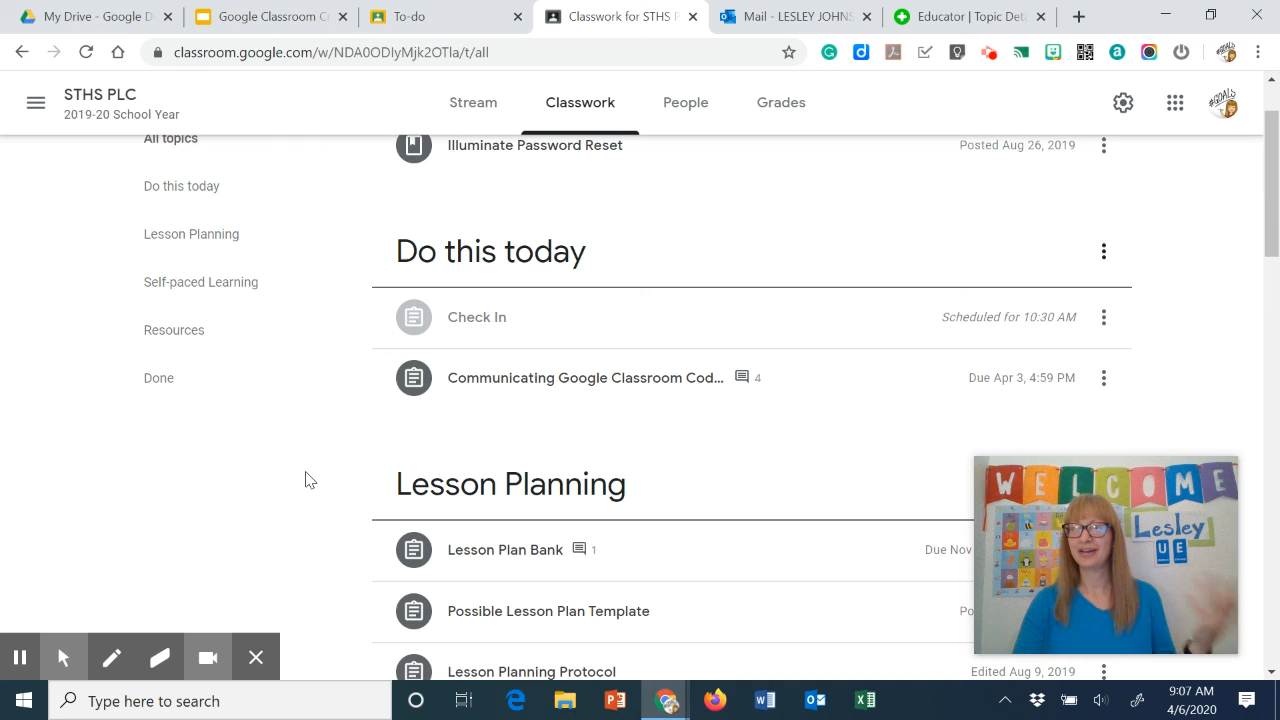 My Drive - Google D
Google Classroom C
To-do
Classwork for STHS P
Mail - LESLEY JOHNS
Educator | Topic Det
classroom.google.com/w/NDA0ODIyMjk2OTIa/t/all
STHS PLC
2019-20 School Year
Stream
Classwork
People
Grades
#GOALS
All topics
Do this today
Lesson Planning
Self-paced Learning
Resources
Done
Illuminate Password Reset
Posted Aug 26, 2019
Do this today
Check In
Scheduled for 10:30 AM
Communicating Google Classroom Cod...
4
Due Apr 3, 4:59 PM
Lesson Planning
Lesson Plan Bank
1
Due Nov
Possible Lesson Plan Template
Po
Lesson Planning Protocol
Edited Aug 9, 2019
WELCOME
Lesley
UE
Type here to search
9:07 AM
4/6/2020